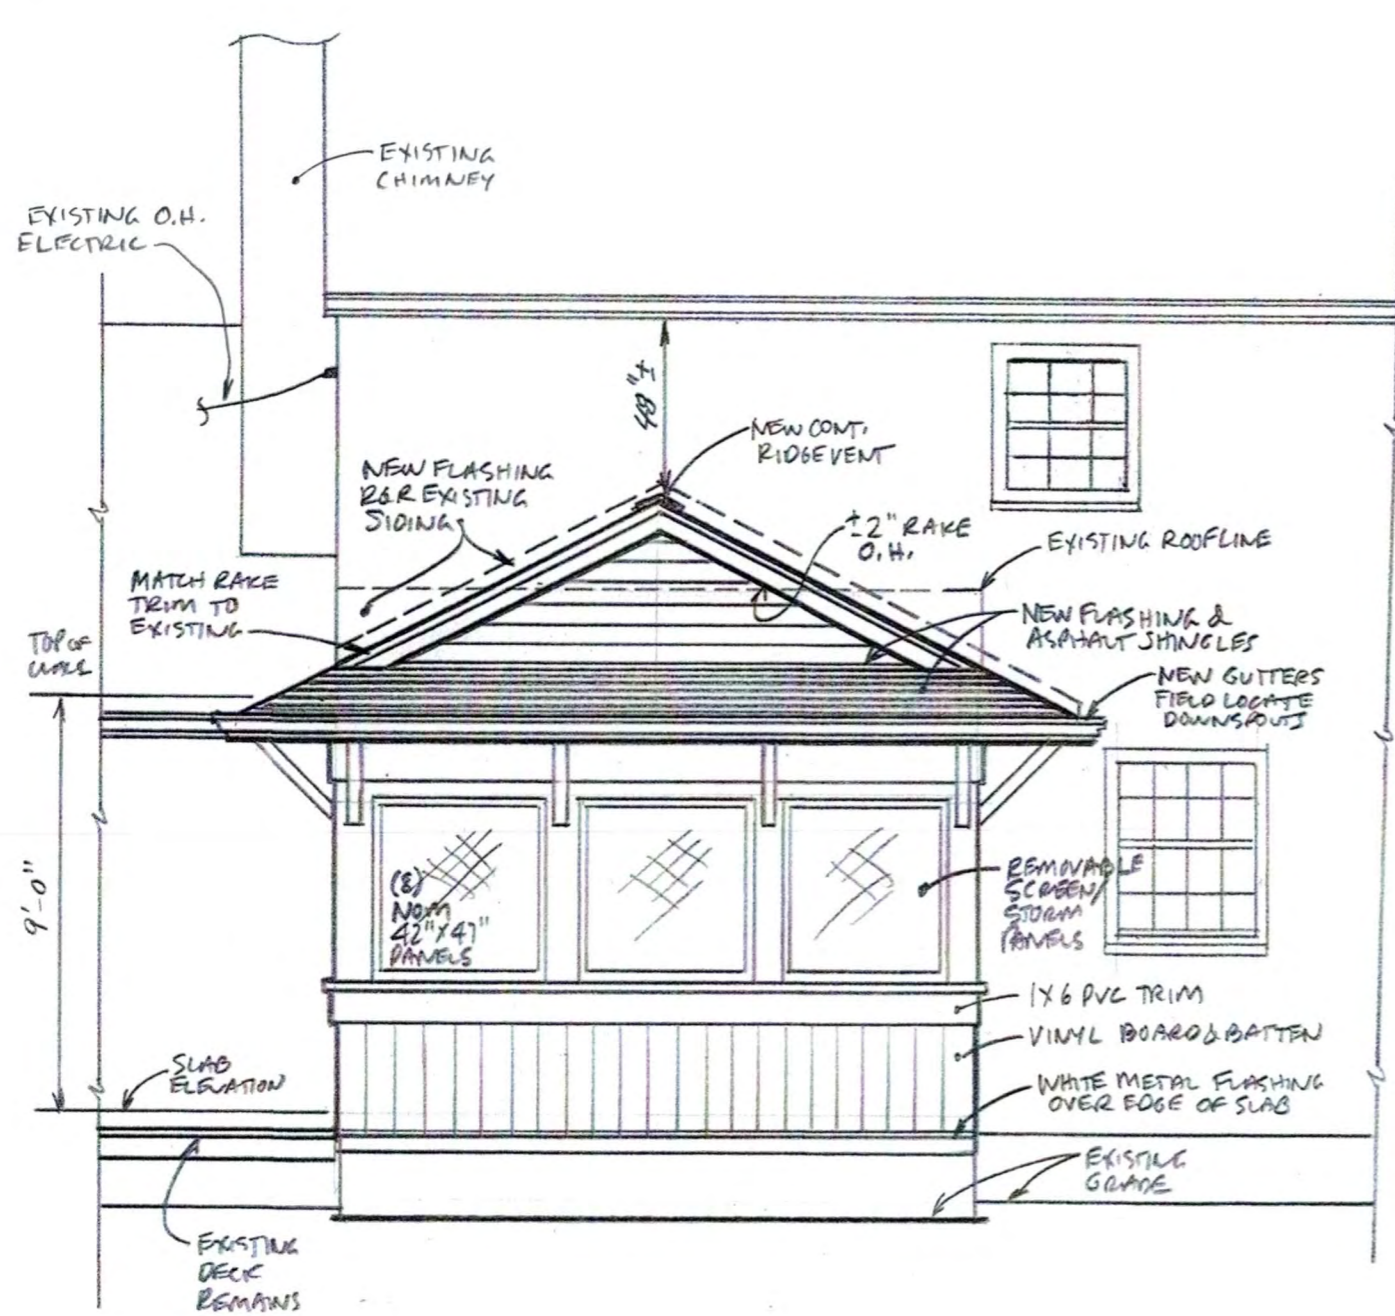 EXISTING
CHIMNEY
EXISTING O.H.
ELECTRIC
48"±
NEW CONT.
RIDGEVENT
NEW FLASHING
R&R EXISTING
SIDING
±2" RAKE
O.H.
EXISTING ROOFLINE
MATCH RAKE
TRIM TO
EXISTING
NEW FLASHING &
ASPHALT SHINGLES
TOP OF
WALL
NEW GUTTERS
FIELD LOCATE
DOWNSPOUTS
9'-0"
(8)
NOM
42"X47"
PANELS
REMOVABLE
SCREEN/
STORM
PANELS
1X6 PVC TRIM
VINYL BOARD & BATTEN
SLAB
ELEVATION
WHITE METAL FLASHING
OVER EDGE OF SLAB
EXISTING
GRADE
EXISTING
DECK
REMAINS